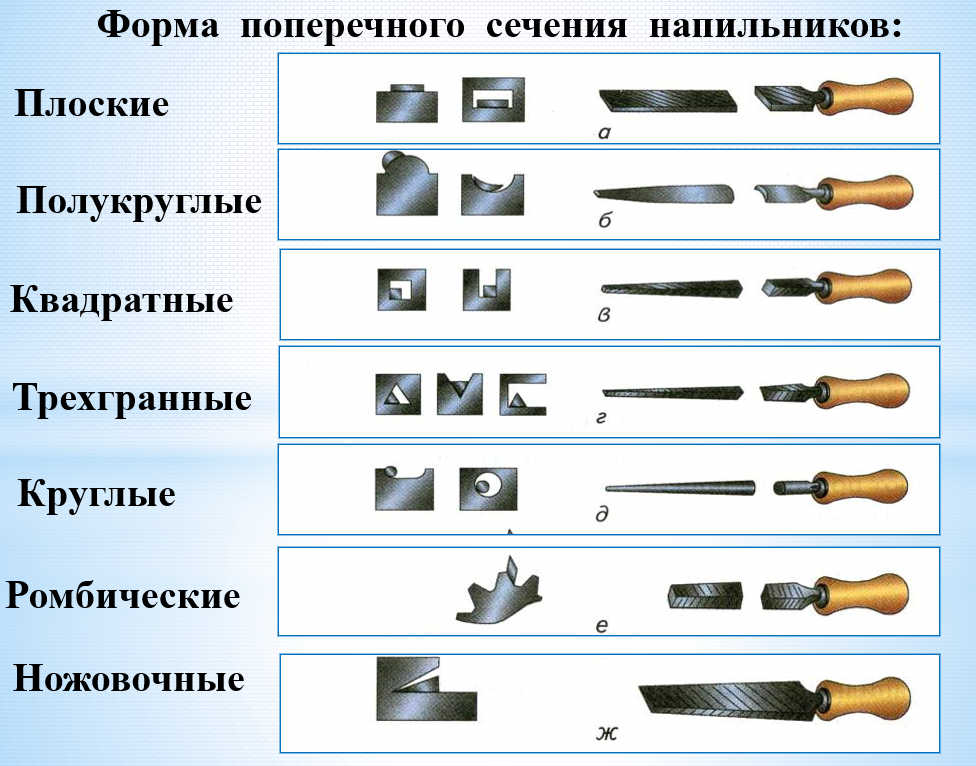 Форма поперечного сечения напильников:
Плоские
а
Полукруглые
б
Квадратные
в
Трехгранные
г
Круглые
д
Ромбические
е
Ножовочные
ж